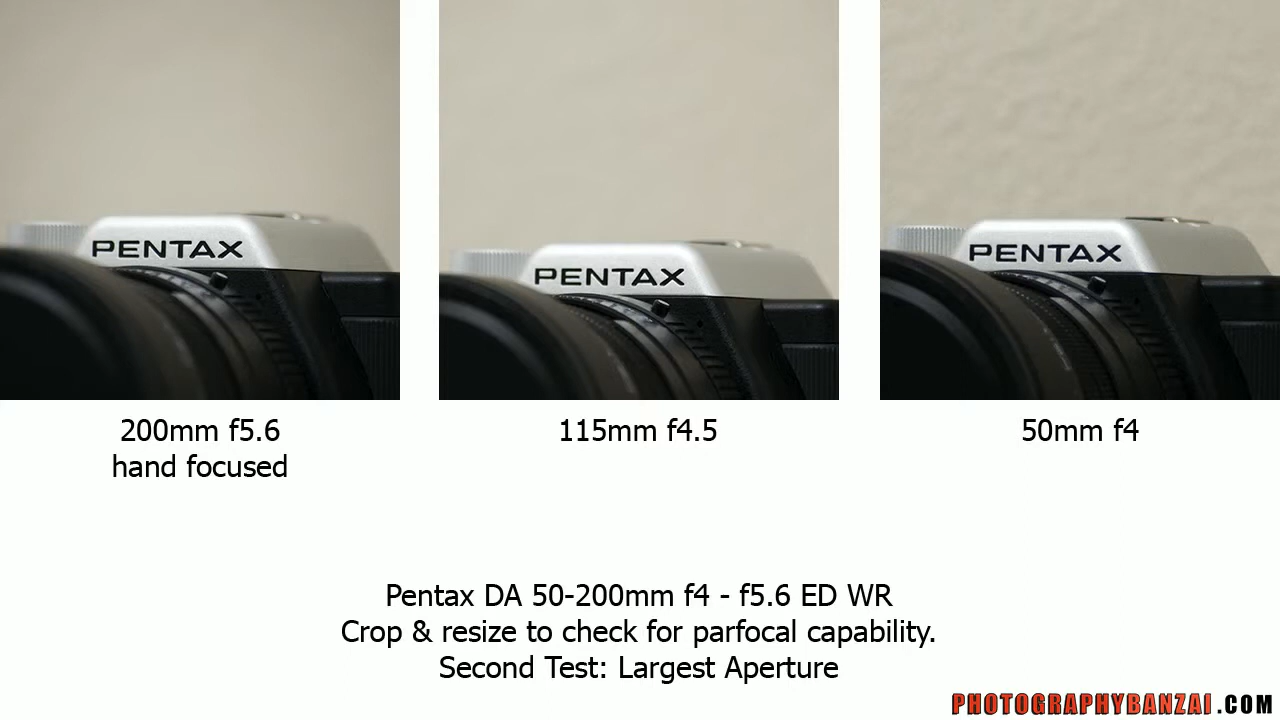 PENTAX
PENTAX
PENTAX
200mm f5.6
hand focused
115mm f4.5
50mm f4
Pentax DA 50-200mm f4 - f5.6 ED WR
Crop & resize to check for parfocal capability.
Second Test: Largest Aperture
PHOTOGRAPHYBANZAI.COM